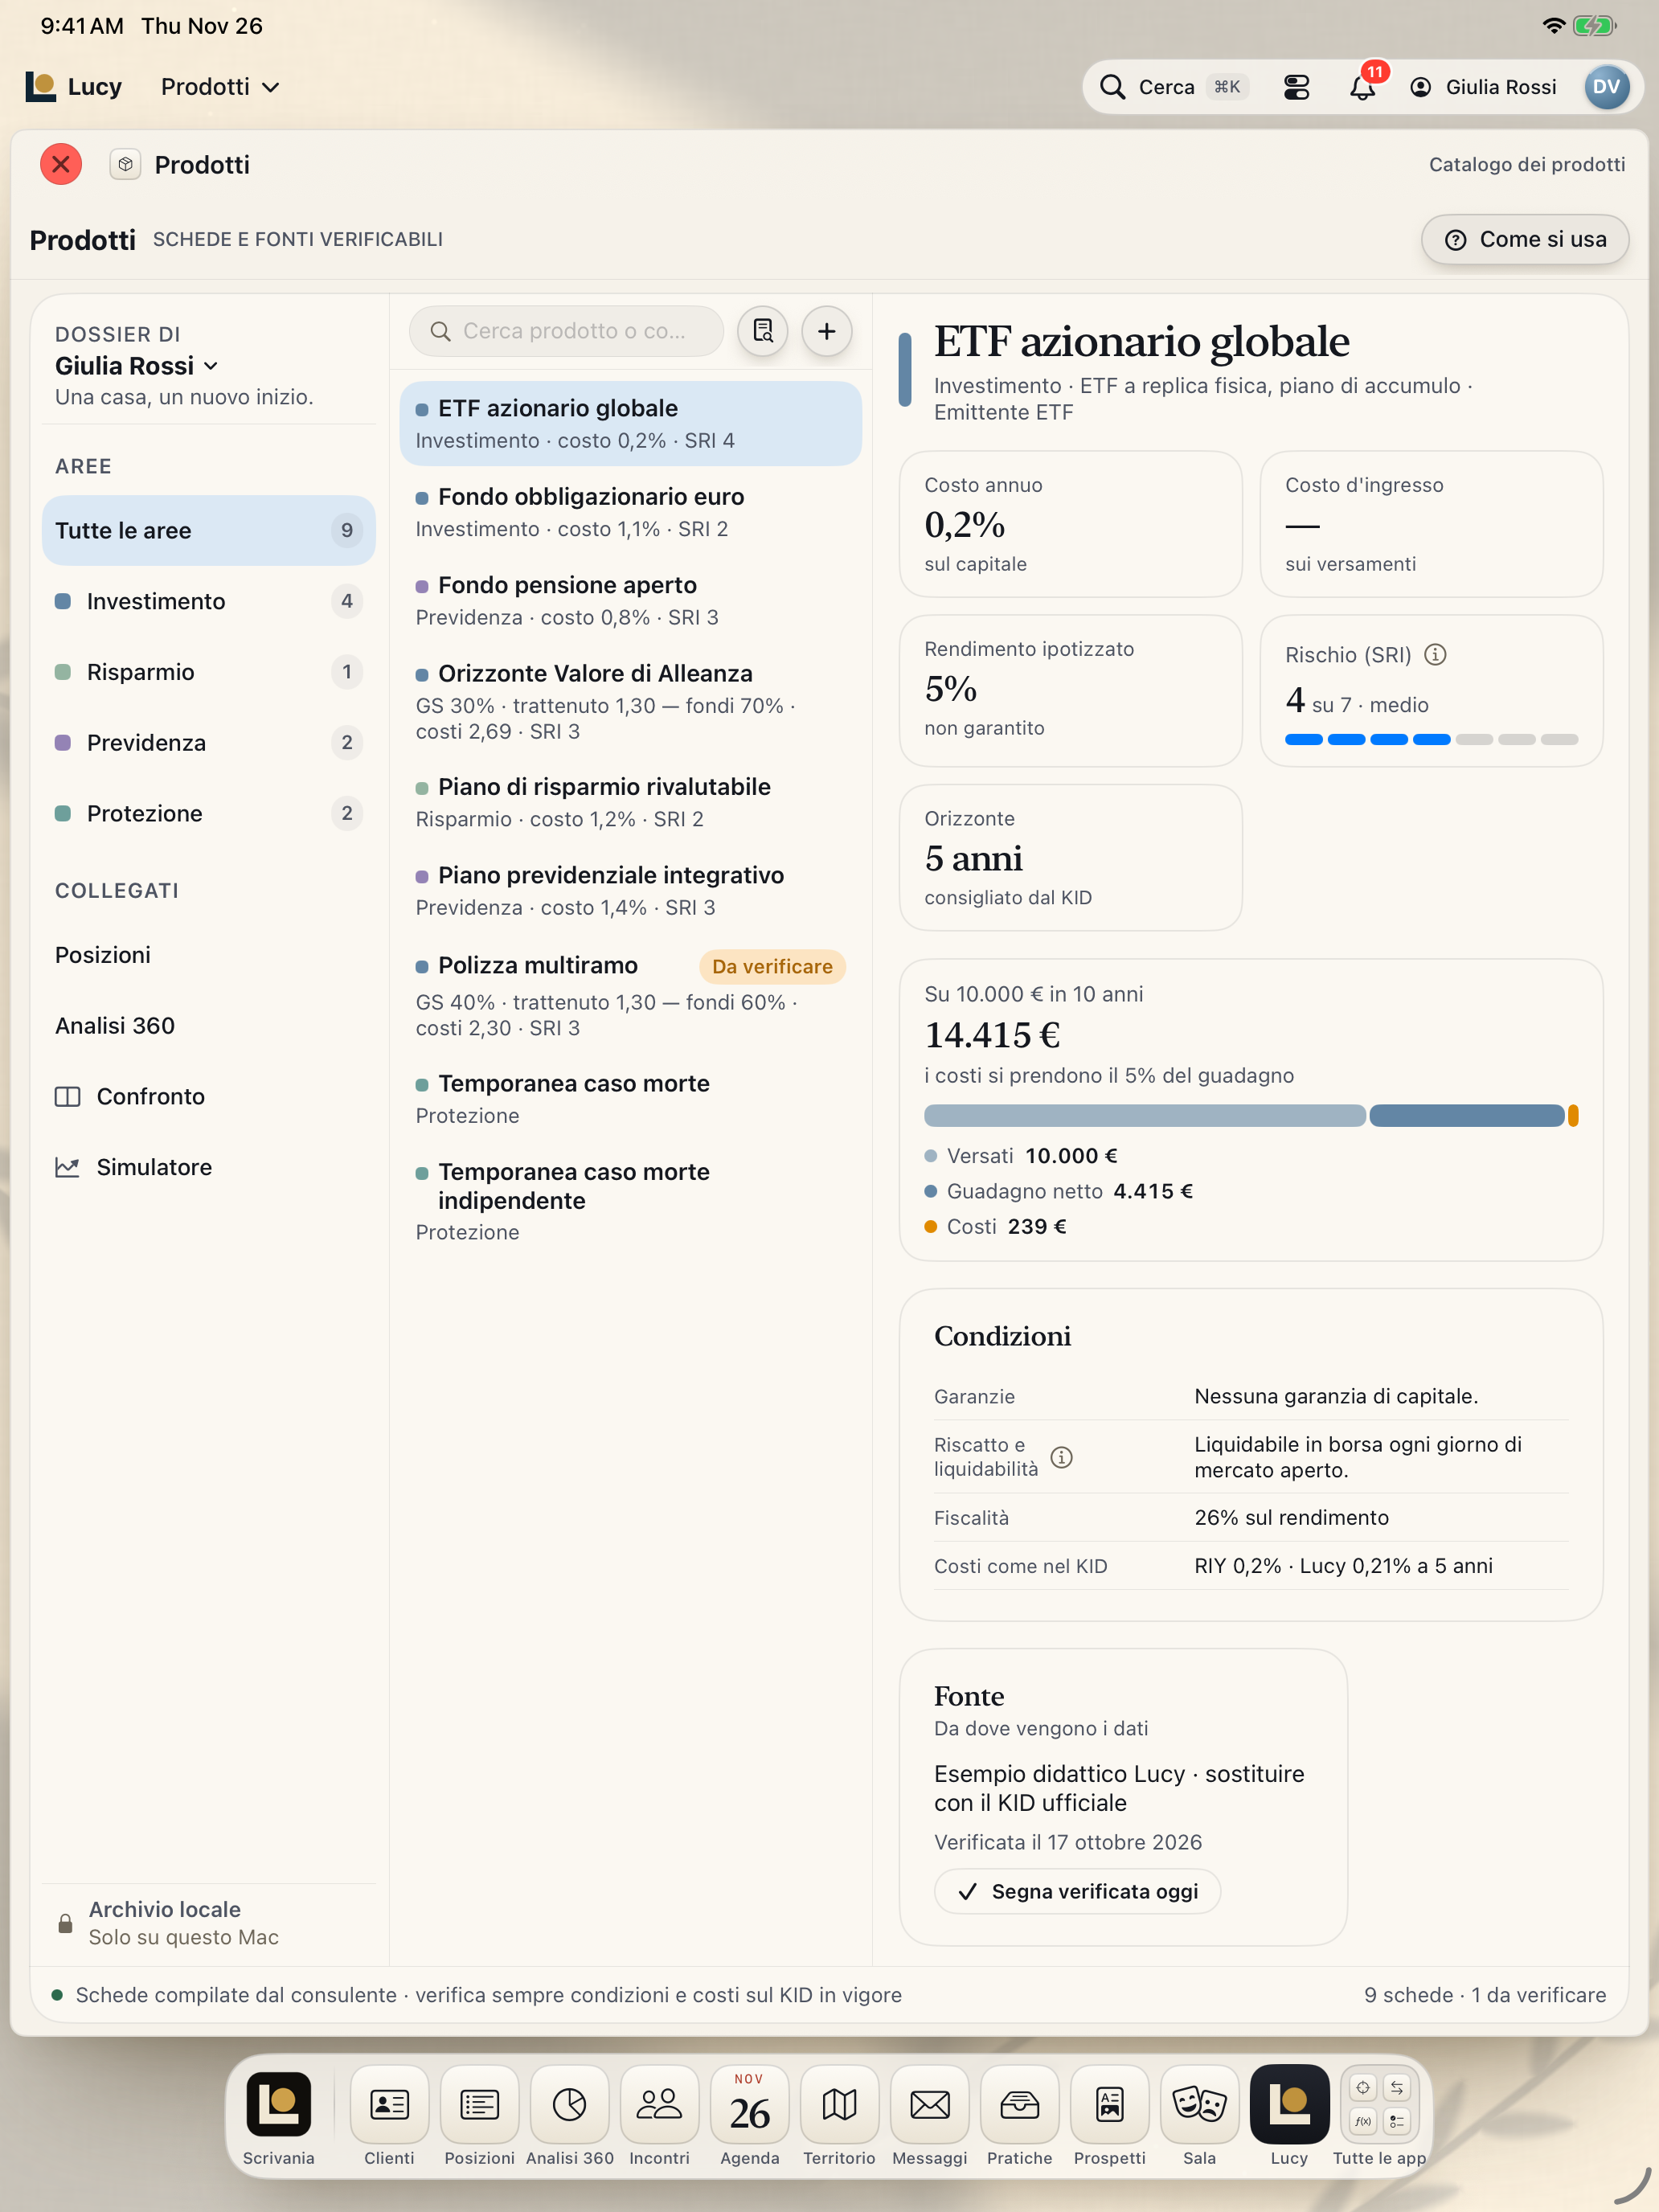 9:41 AM Thu Nov 26
Lucy Prodotti
Cerca ⌘K
11
Giulia Rossi DV
Prodotti
Catalogo dei prodotti
Prodotti SCHEDE E FONTI VERIFICABILI
Come si usa
DOSSIER DI
Giulia Rossi
Una casa, un nuovo inizio.
AREE
Tutte le aree 9
Investimento 4
Risparmio 1
Previdenza 2
Protezione 2
COLLEGATI
Posizioni
Analisi 360
Confronto
Simulatore
Archivio locale
Solo su questo Mac
Cerca prodotto o co...
ETF azionario globale
Investimento · costo 0,2% · SRI 4
Fondo obbligazionario euro
Investimento · costo 1,1% · SRI 2
Fondo pensione aperto
Previdenza · costo 0,8% · SRI 3
Orizzonte Valore di Alleanza
GS 30% · trattenuto 1,30 — fondi 70% ·
costi 2,69 · SRI 3
Piano di risparmio rivalutabile
Risparmio · costo 1,2% · SRI 2
Piano previdenziale integrativo
Previdenza · costo 1,4% · SRI 3
Polizza multiramo Da verificare
GS 40% · trattenuto 1,30 — fondi 60% ·
costi 2,30 · SRI 3
Temporanea caso morte
Protezione
Temporanea caso morte
indipendente
Protezione
ETF azionario globale
Investimento · ETF a replica fisica, piano di accumulo ·
Emittente ETF
Costo annuo
0,2%
sul capitale
Costo d'ingresso
—
sui versamenti
Rendimento ipotizzato
5%
non garantito
Rischio (SRI)
4 su 7 · medio
Orizzonte
5 anni
consigliato dal KID
Su 10.000 € in 10 anni
14.415 €
i costi si prendono il 5% del guadagno
Versati 10.000 €
Guadagno netto 4.415 €
Costi 239 €
Condizioni
Garanzie Nessuna garanzia di capitale.
Riscatto e
liquidabilità
Liquidabile in borsa ogni giorno di
mercato aperto.
Fiscalità 26% sul rendimento
Costi come nel KID RIY 0,2% · Lucy 0,21% a 5 anni
Fonte
Da dove vengono i dati
Esempio didattico Lucy · sostituire
con il KID ufficiale
Verificata il 17 ottobre 2026
Segna verificata oggi
Schede compilate dal consulente · verifica sempre condizioni e costi sul KID in vigore
9 schede · 1 da verificare
NOV
26
f(x)
Scrivania Clienti Posizioni Analisi 360 Incontri Agenda Territorio Messaggi Pratiche Prospetti Sala Lucy Tutte le app